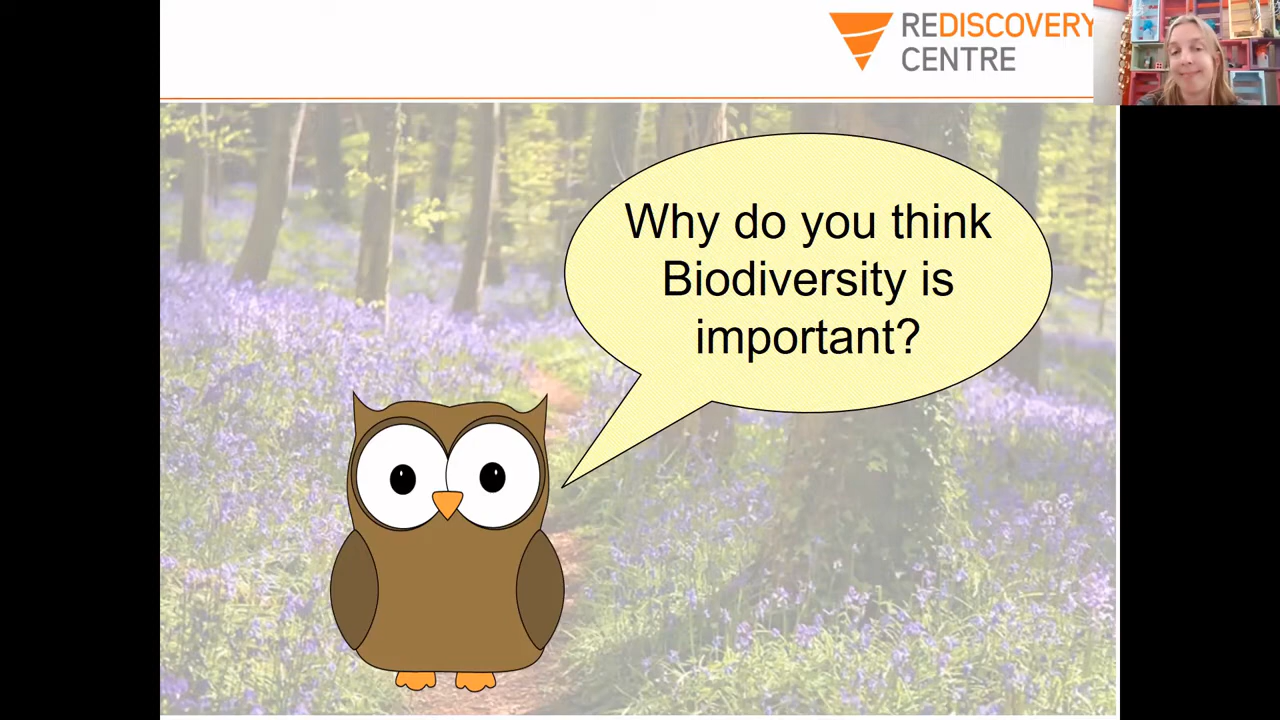 REDISCOVERY
CENTRE
Why do you think
Biodiversity is
important?